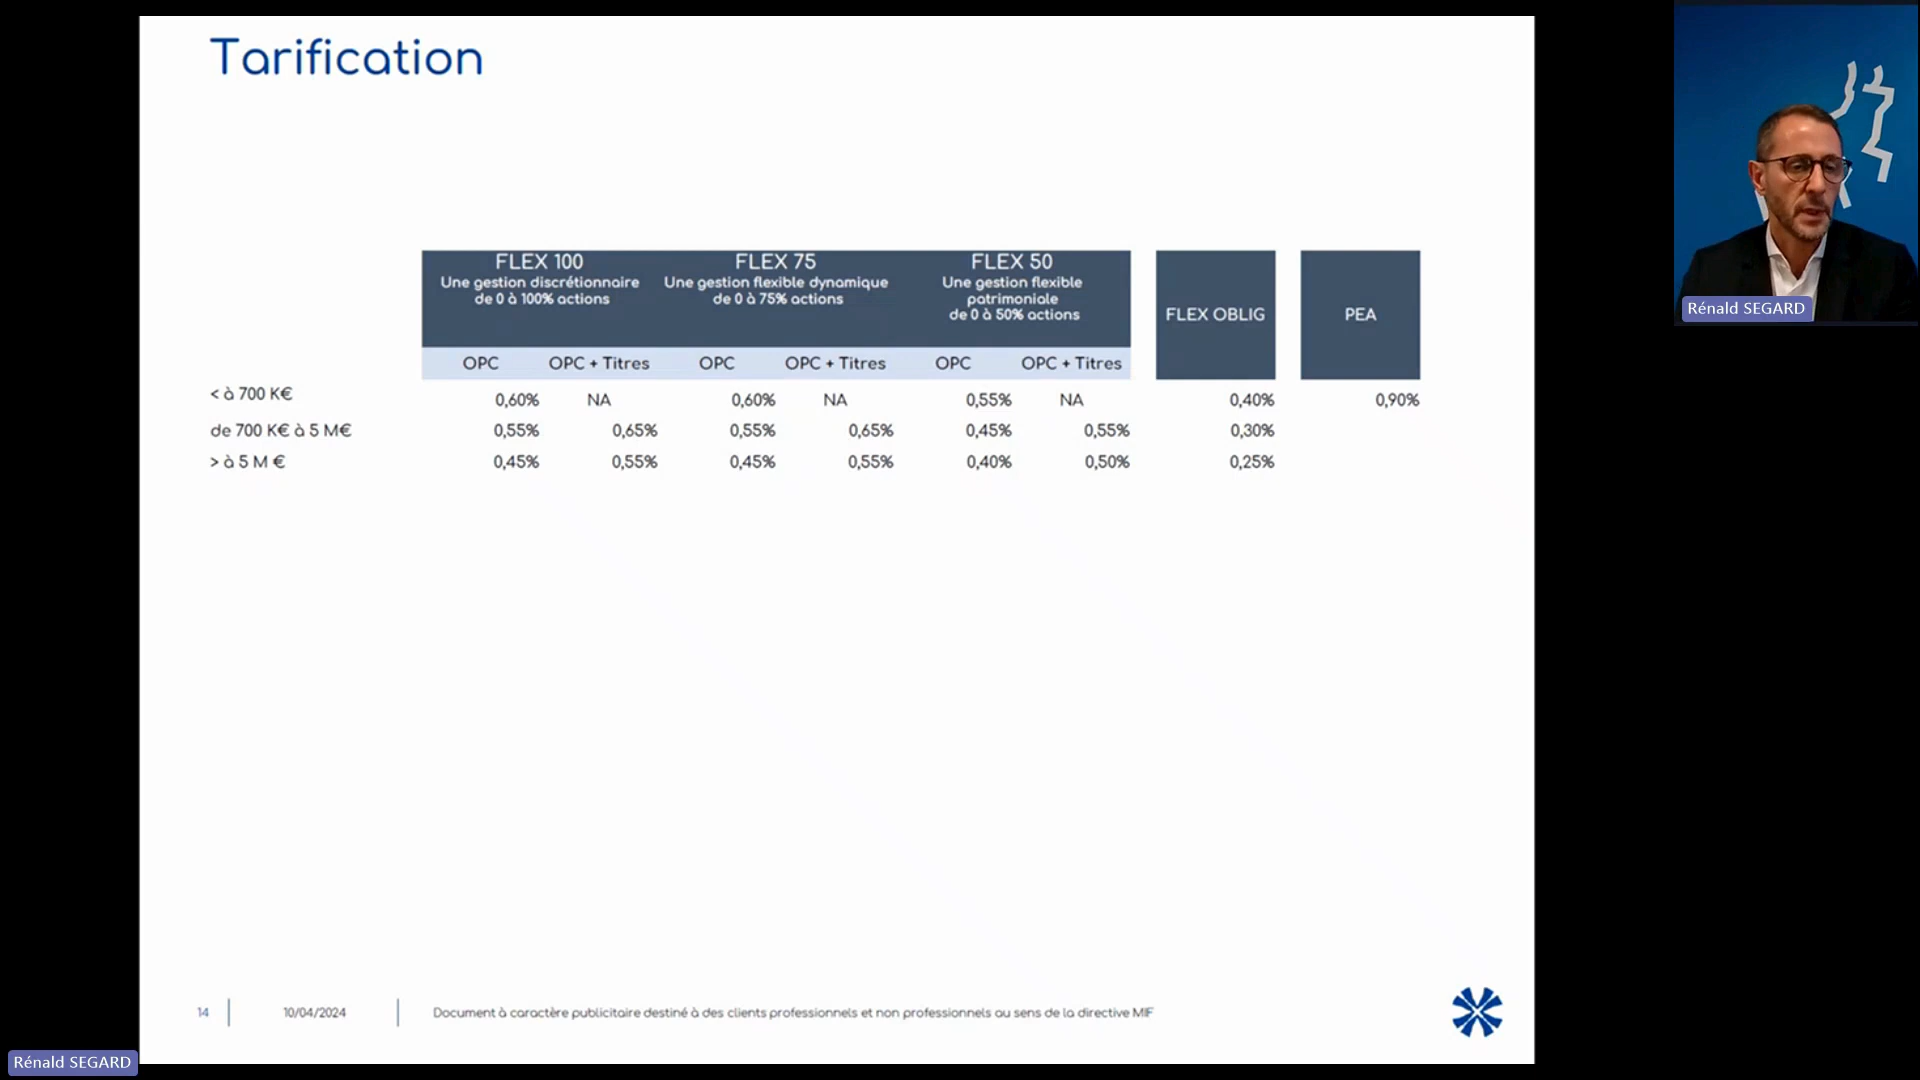 Tarification
FLEX 100
Une gestion discrétionnaire
de 0 à 100% actions
FLEX 75
Une gestion flexible dynamique
de 0 à 75% actions
FLEX 50
Une gestion flexible
patrimoniale
de 0 à 50% actions
FLEX OBLIG
PEA
OPC OPC + Titres OPC OPC + Titres OPC OPC + Titres
< à 700 K€ 0,60% NA 0,60% NA 0,55% NA 0,40% 0,90%
de 700 K€ à 5 M€ 0,55% 0,65% 0,55% 0,65% 0,45% 0,55% 0,30%
> à 5 M € 0,45% 0,55% 0,45% 0,55% 0,40% 0,50% 0,25%
14 10/04/2024 Document à caractère publicitaire destiné à des clients professionnels et non professionnels au sens de la directive MIF
Rénald SEGARD
Rénald SEGARD